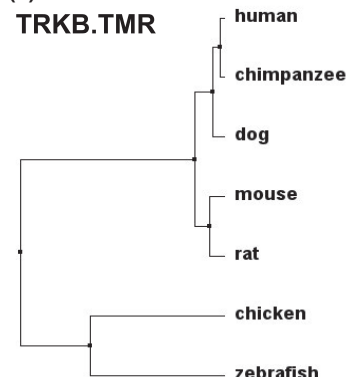 TRKB.TMR
human
chimpanzee
dog
mouse
rat
chicken
zebrafish